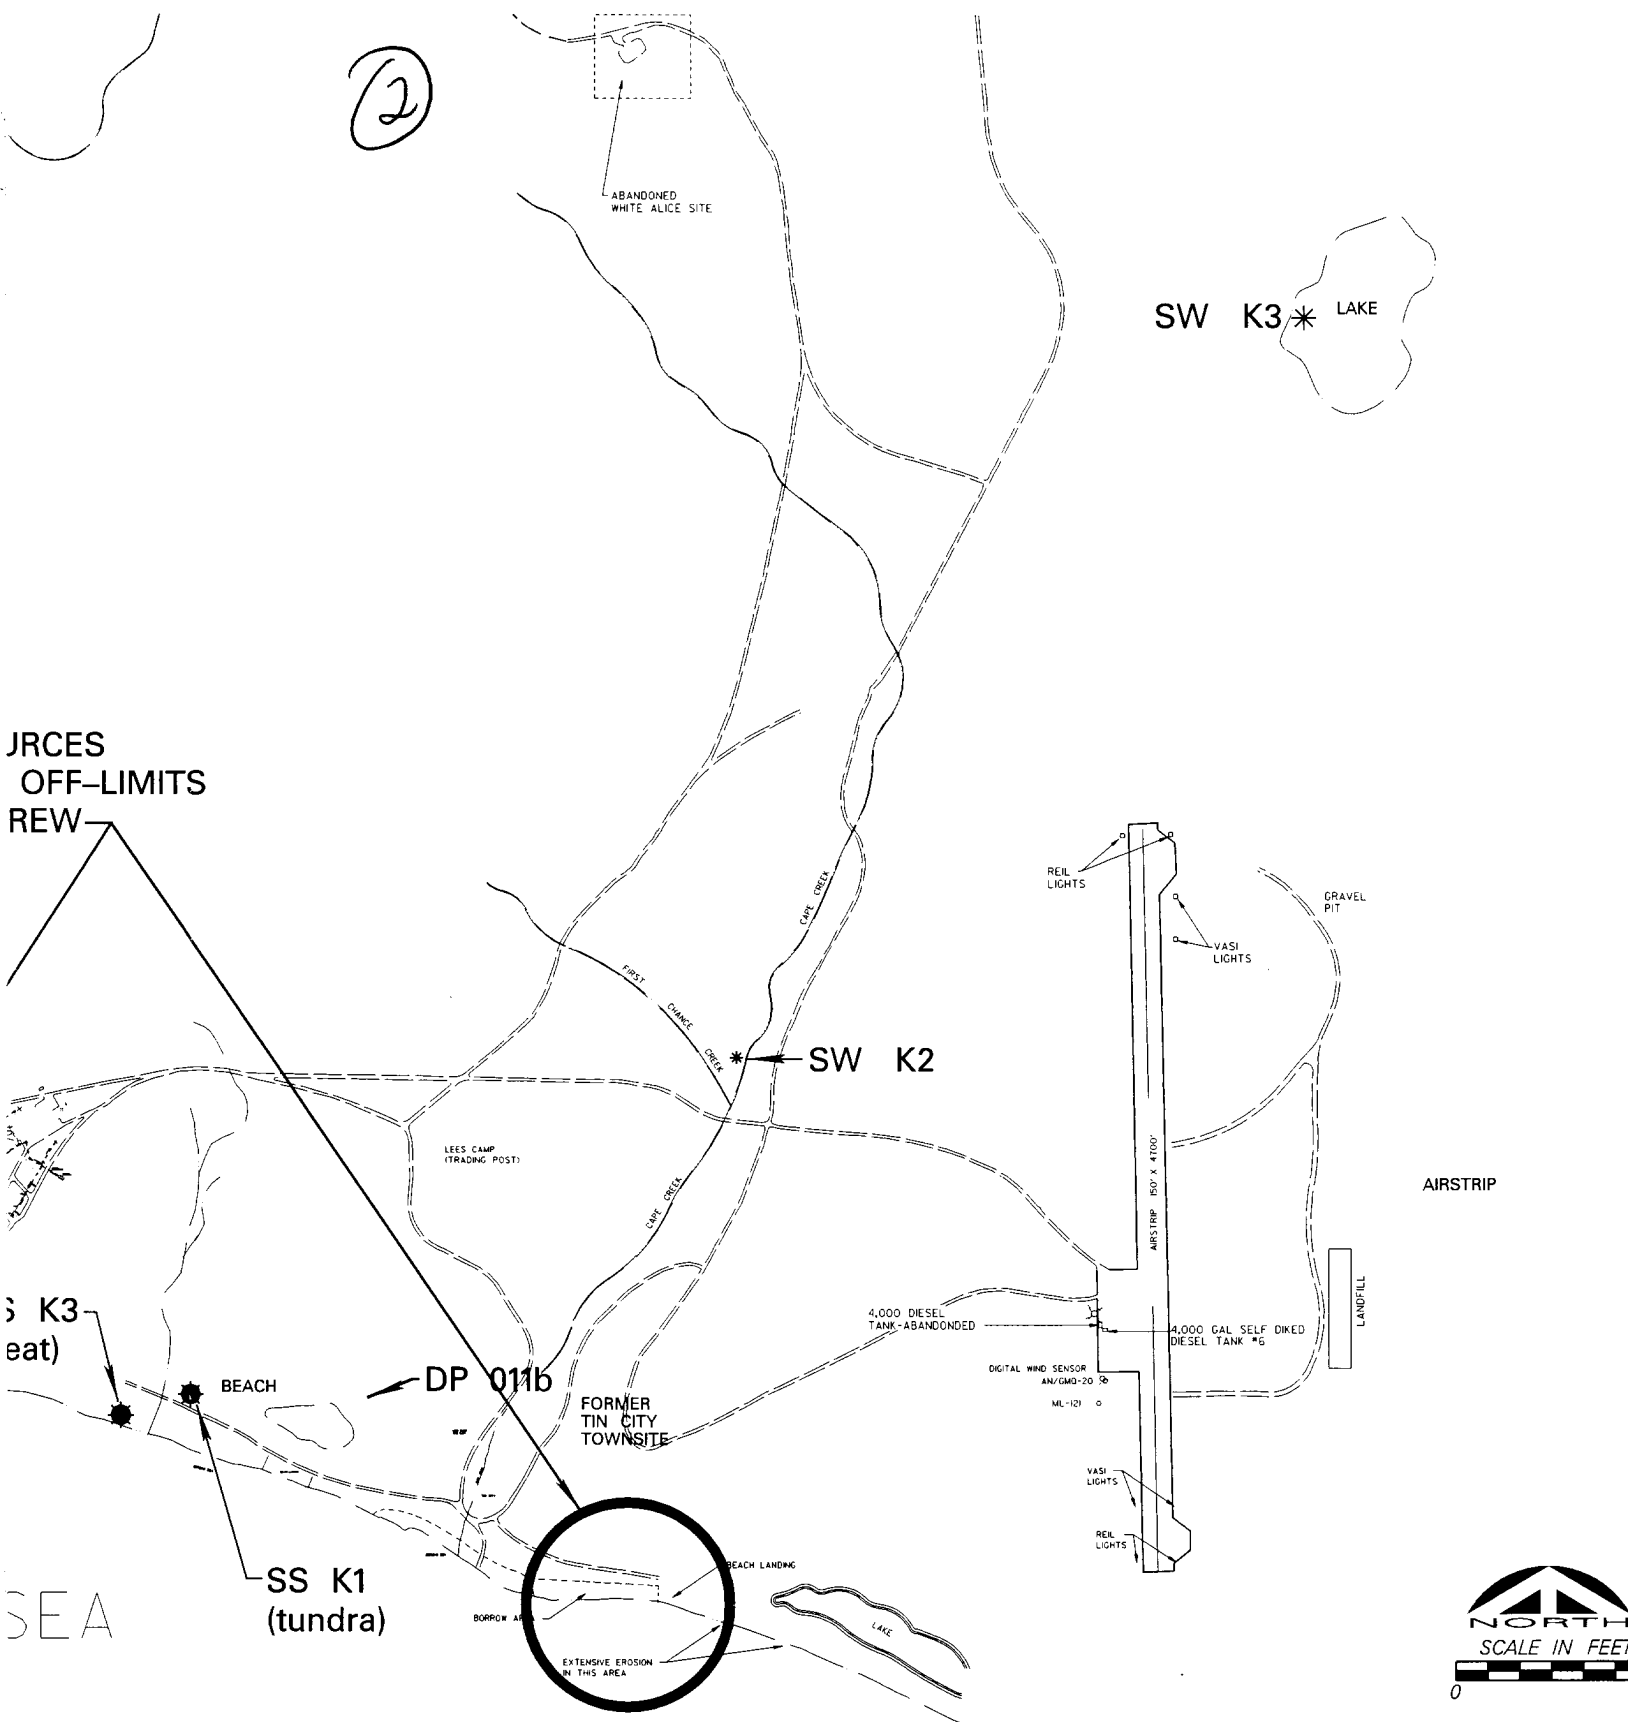 2
ABANDONED
WHITE ALICE SITE
SW K3
LAKE
URCES
OFF–LIMITS
REW
REIL
LIGHTS
GRAVEL
PIT
VASI
LIGHTS
CAPE CREEK
FIRST CHANCE CREEK
SW K2
LEES CAMP
(TRADING POST)
CAPE CREEK
AIRSTRIP 150' X 4700'
AIRSTRIP
LANDFILL
S K3
eat)
4,000 DIESEL
TANK-ABANDONDED
4,000 GAL SELF DIKED
DIESEL TANK #6
DIGITAL WIND SENSOR
AN/GMQ-20
ML-121
BEACH
DP 011b
FORMER
TIN CITY
TOWNSITE
VASI
LIGHTS
REIL
LIGHTS
SS K1
(tundra)
BEACH LANDING
BORROW AREA
EXTENSIVE EROSION
IN THIS AREA
LAKE
SEA
NORTH
SCALE IN FEET
0